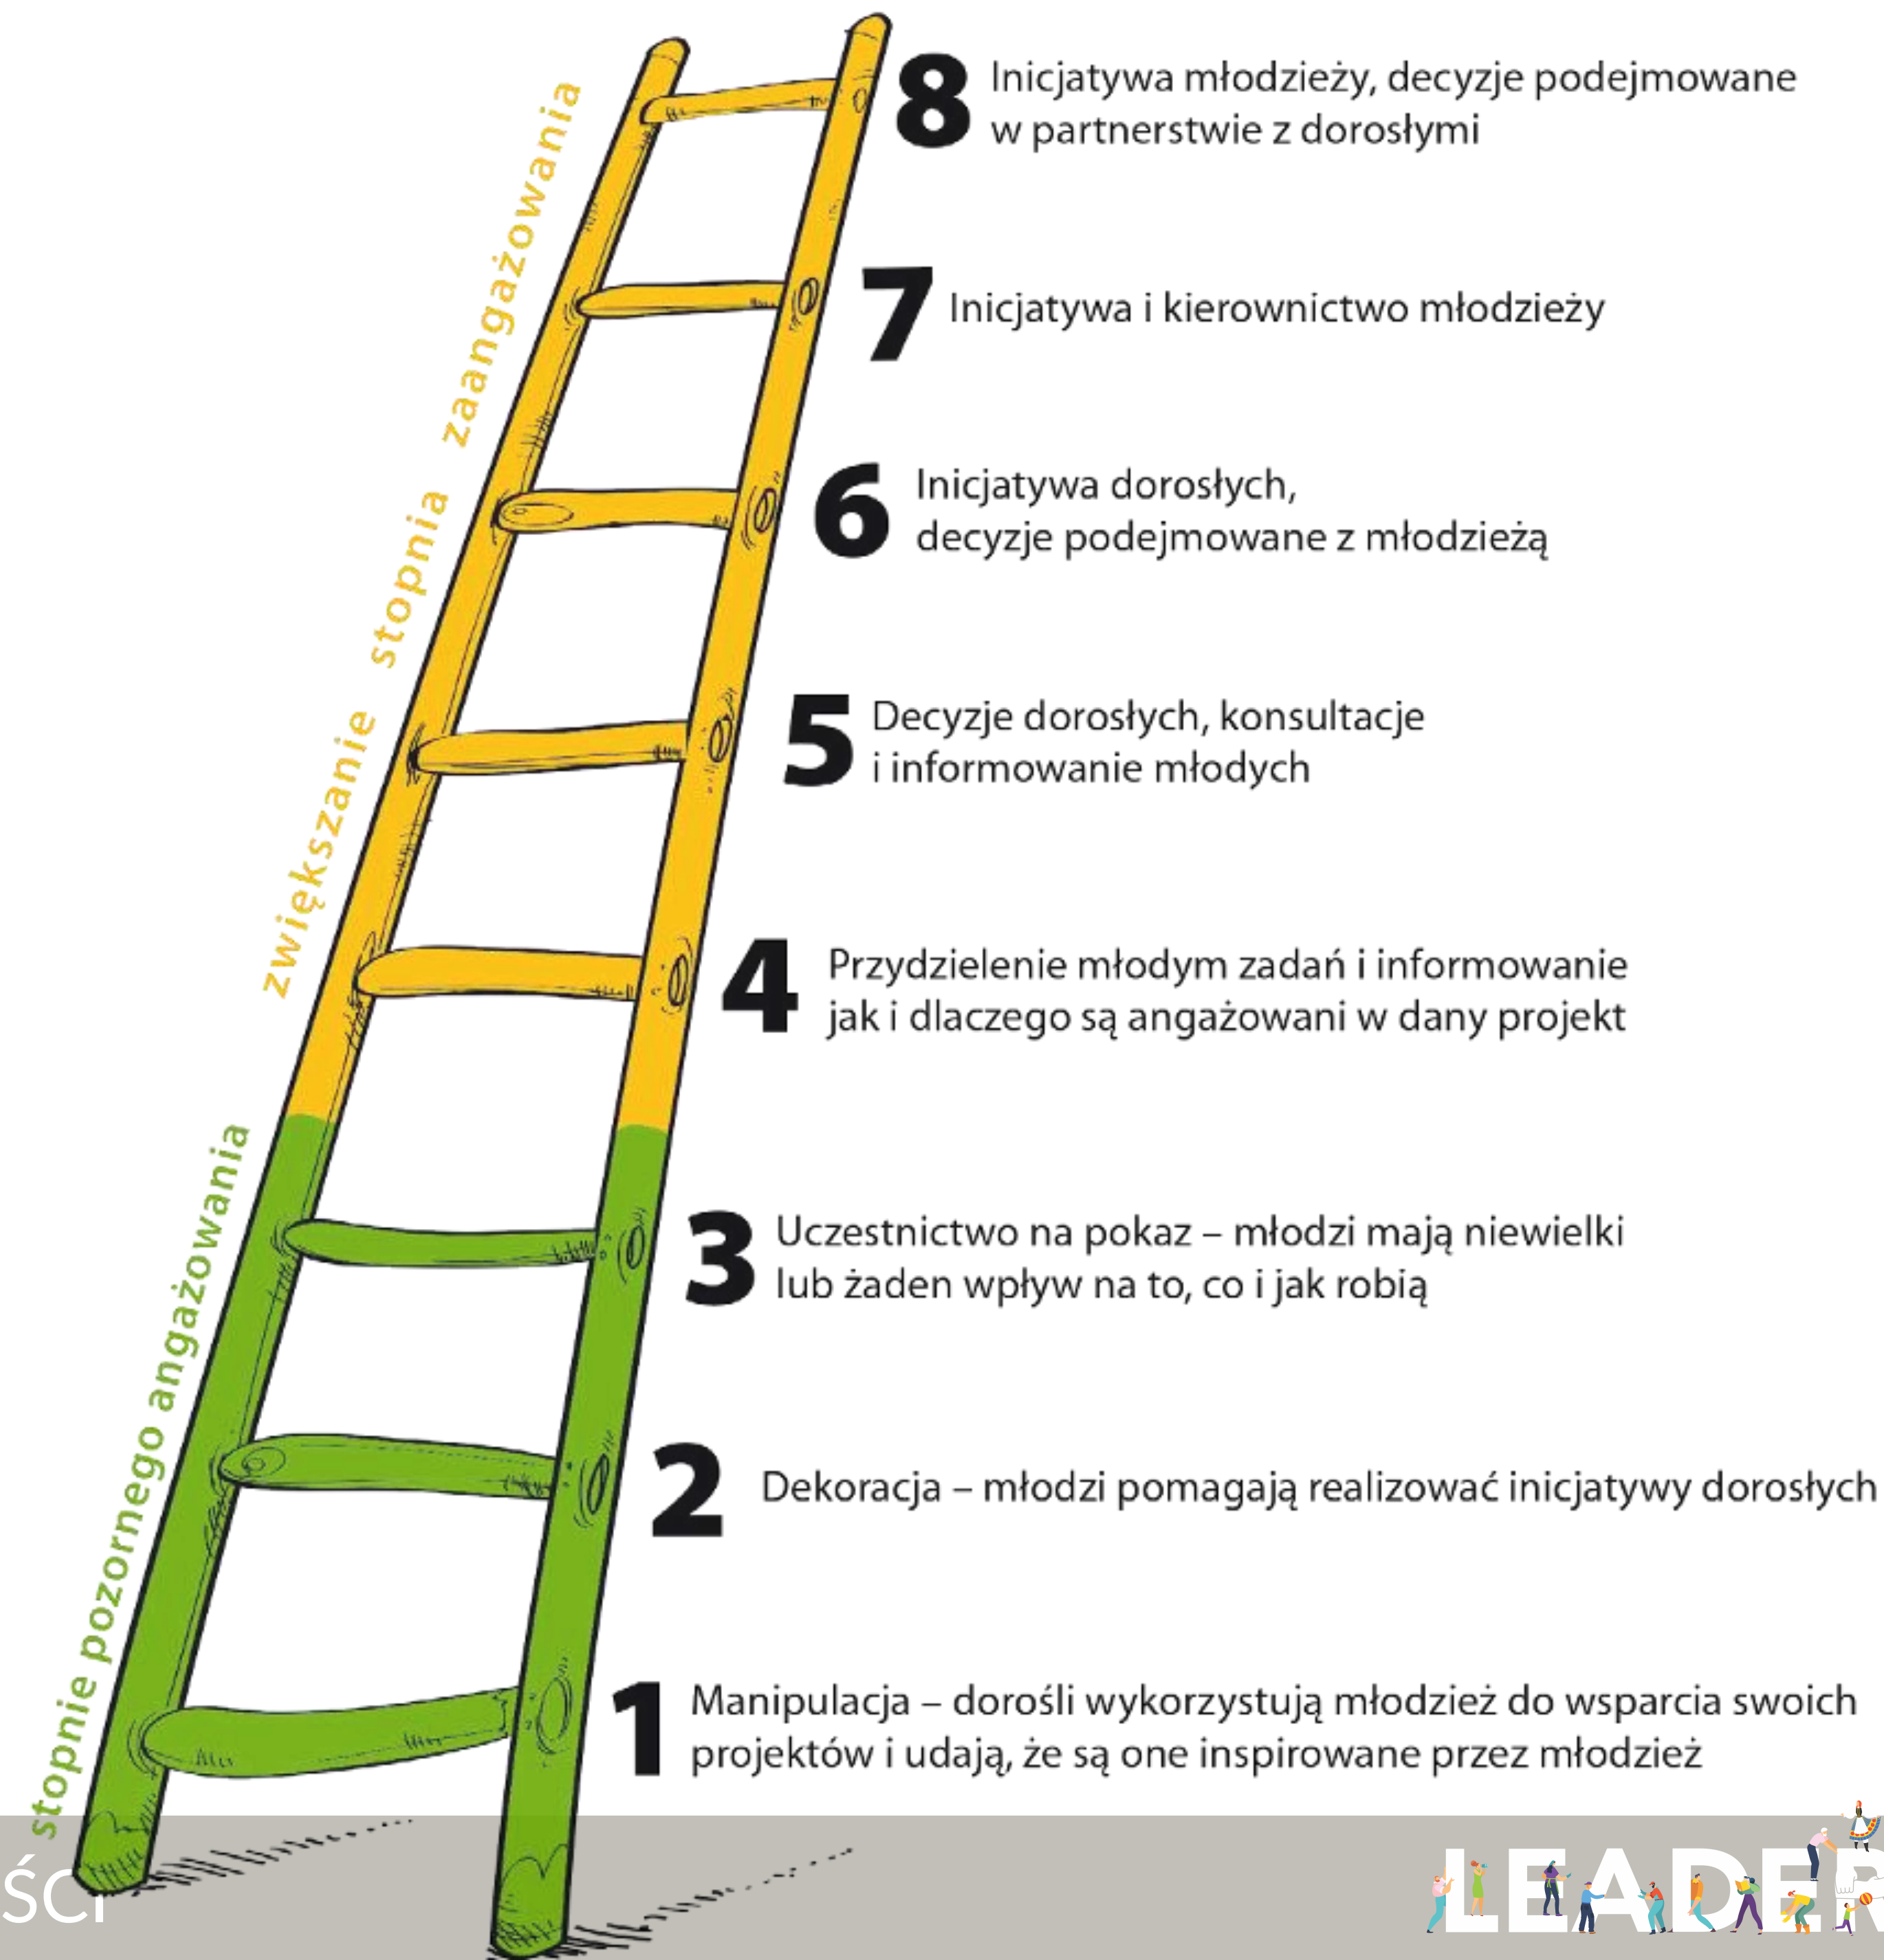 8 Inicjatywa młodzieży, decyzje podejmowane
w partnerstwie z dorosłymi
7 Inicjatywa i kierownictwo młodzieży
6 Inicjatywa dorosłych,
decyzje podejmowane z młodzieżą
5 Decyzje dorosłych, konsultacje
i informowanie młodych
4 Przydzielenie młodym zadań i informowanie
jak i dlaczego są angażowani w dany projekt
3 Uczestnictwo na pokaz – młodzi mają niewielki
lub żaden wpływ na to, co i jak robią
2 Dekoracja – młodzi pomagają realizować inicjatywy dorosłych
1 Manipulacja – dorośli wykorzystują młodzież do wsparcia swoich
projektów i udają, że są one inspirowane przez młodzież
zwiększanie stopnia zaangażowania
stopnie pozornego angażowania
ŚCI
LEADER